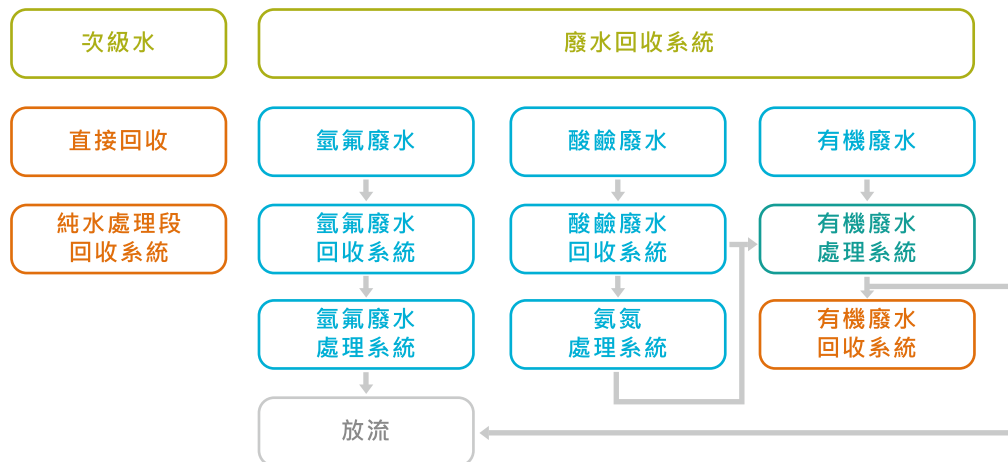 次級水
廢水回收系統
直接回收
氫氟廢水
酸鹼廢水
有機廢水
純水處理段
回收系統
氫氟廢水
回收系統
酸鹼廢水
回收系統
有機廢水
處理系統
氫氟廢水
處理系統
氨氮
處理系統
有機廢水
回收系統
放流